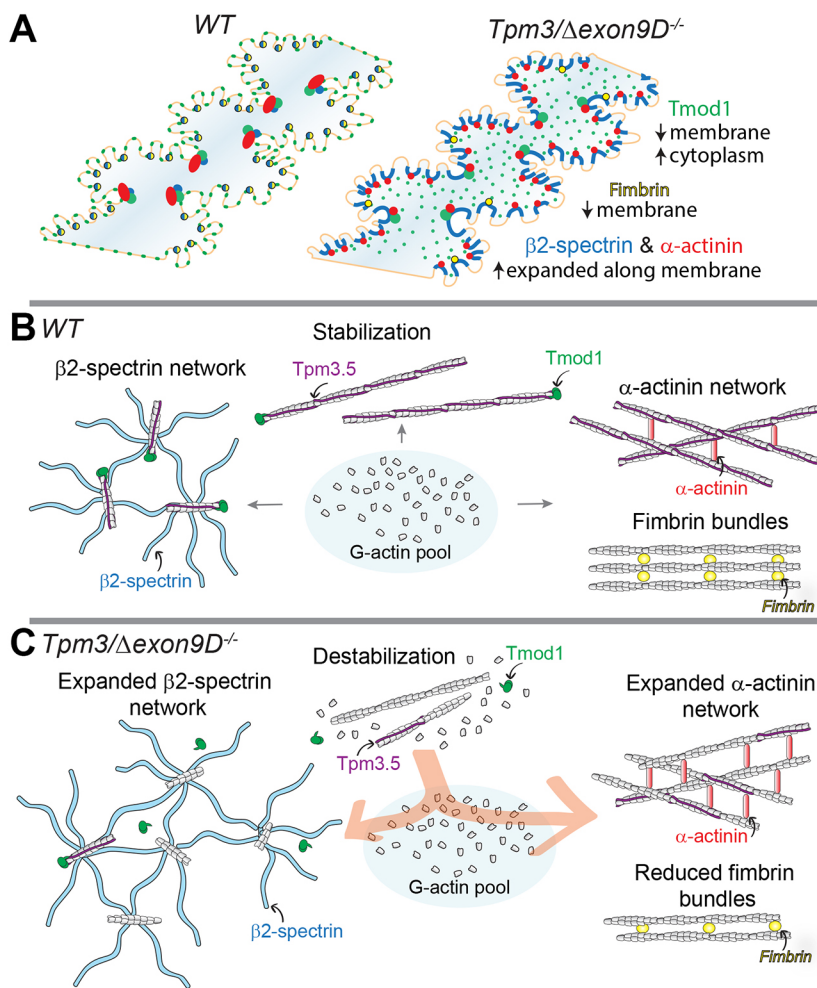 A
WT
Tpm3/Δexon9D-/-
Tmod1
↓membrane
↑cytoplasm
Fimbrin
↓ membrane
β2-spectrin & α-actinin
↑expanded along membrane
B WT
Stabilization
β2-spectrin network
Tpm3.5
Tmod1
α-actinin network
α-actinin
G-actin pool
β2-spectrin
Fimbrin bundles
Fimbrin
C Tpm3/Δexon9D-/-
Expanded β2-spectrin
network
Destabilization
Tmod1
Tpm3.5
Expanded α-actinin
network
α-actinin
G-actin pool
β2-spectrin
Reduced fimbrin
bundles
Fimbrin